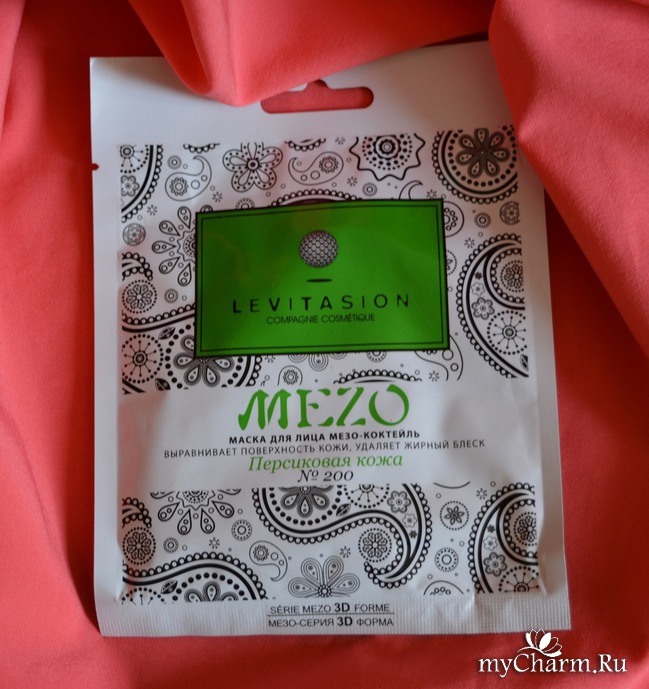 LEVITASION
COMPAGNIE COSMÉTIQUE
MEZO
МАСКА ДЛЯ ЛИЦА МЕЗО-КОКТЕЙЛЬ
ВЫРАВНИВАЕТ ПОВЕРХНОСТЬ КОЖИ, УДАЛЯЕТ ЖИРНЫЙ БЛЕСК
Персиковая кожа
№ 200
SÉRIE MEZO 3D FORME
МЕЗО-СЕРИЯ 3D ФОРМА
myCharm.Ru